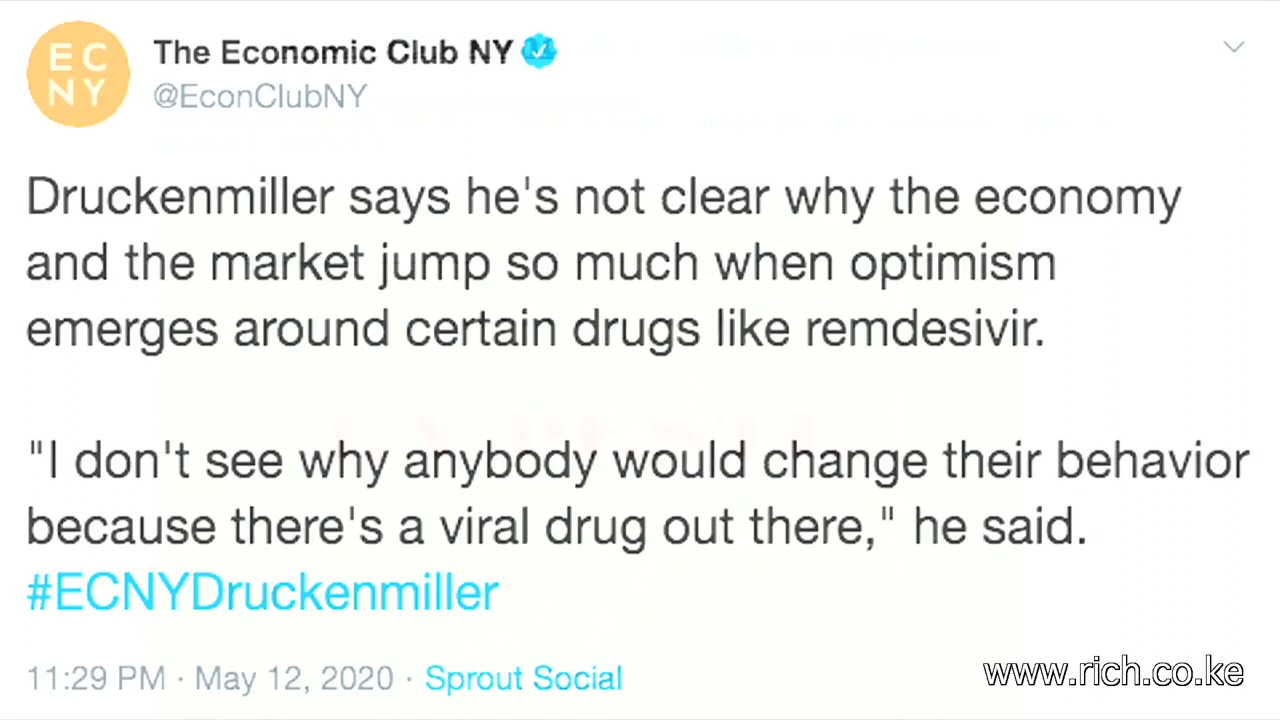 EC
NY
The Economic Club NY
@EconClubNY
Druckenmiller says he's not clear why the economy
and the market jump so much when optimism
emerges around certain drugs like remdesivir.
"I don't see why anybody would change their behavior
because there's a viral drug out there," he said.
#ECNYDruckenmiller
11:29 PM · May 12, 2020 · Sprout Social
www.rich.co.ke